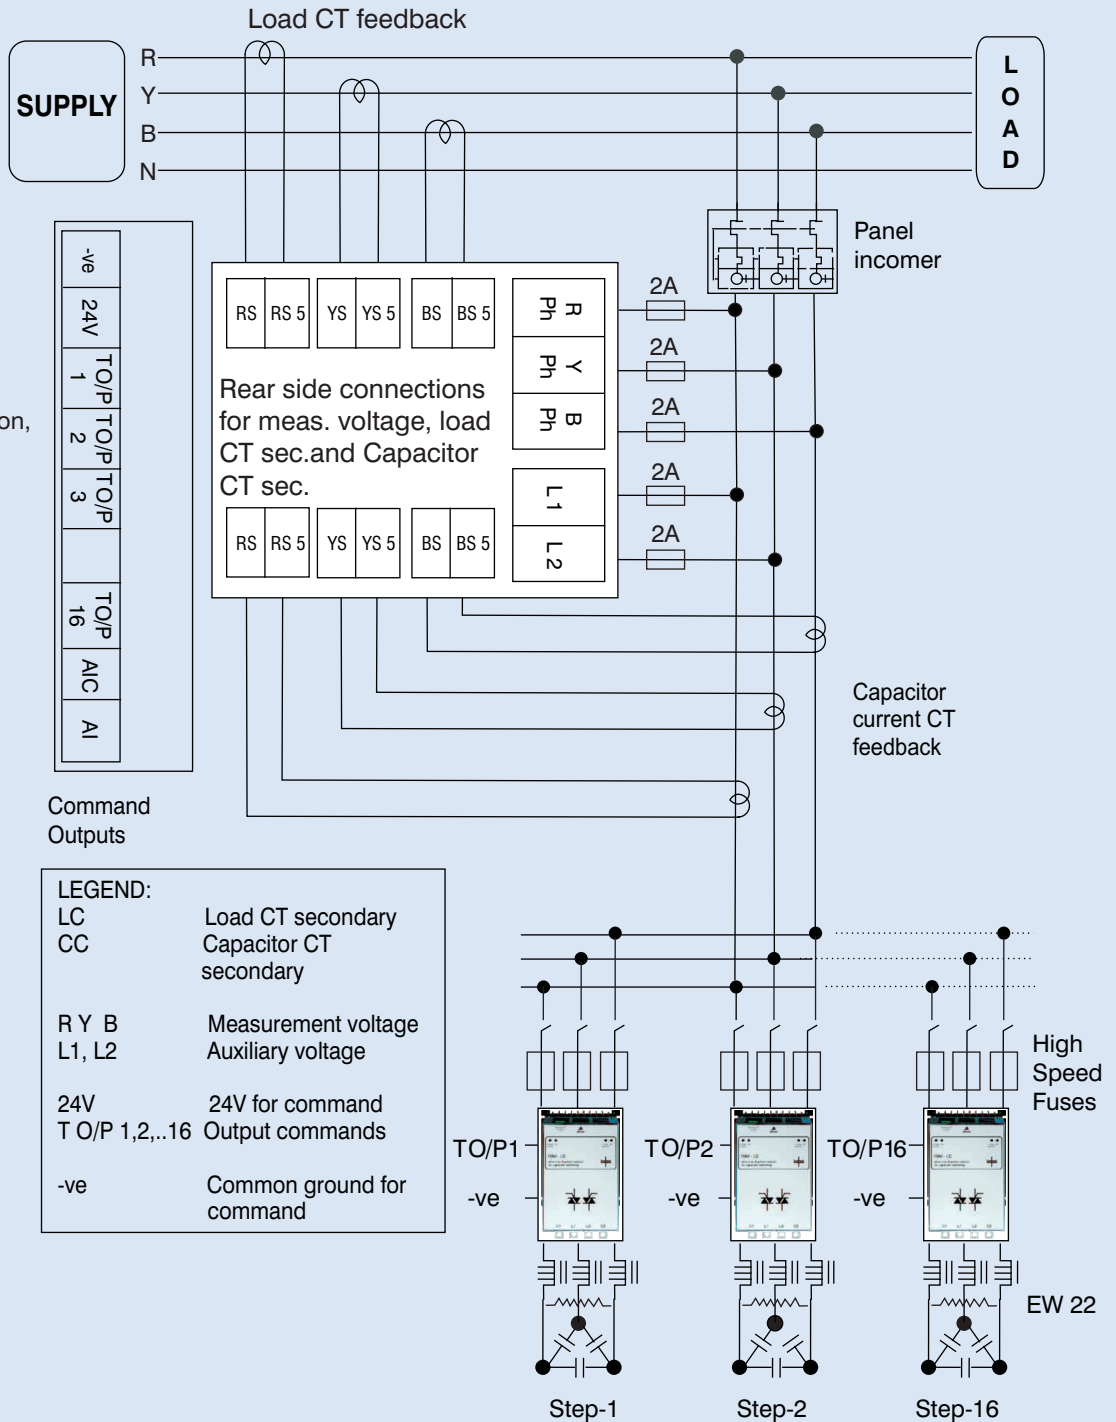 Load CT feedback
SUPPLY
R
Y
B
N
L
O
A
D
Panel
incomer
-ve
24V
TO/P
1
TO/P
2
TO/P
3
TO/P
16
AIC
AI
on,
RS RS 5 YS YS 5 BS BS 5
R
Ph
Y
Ph
B
Ph
L 1
L 2
2A
2A
2A
2A
2A
Rear side connections
for meas. voltage, load
CT sec.and Capacitor
CT sec.
RS RS 5 YS YS 5 BS BS 5
Capacitor
current CT
feedback
Command
Outputs
LEGEND:
LC Load CT secondary
CC Capacitor CT
secondary
R Y B Measurement voltage
L1, L2 Auxiliary voltage
24V 24V for command
T O/P 1,2,..16 Output commands
-ve Common ground for
command
High
Speed
Fuses
TO/P1
-ve
TO/P2
-ve
TO/P16
-ve
EW 22
Step-1
Step-2
Step-16